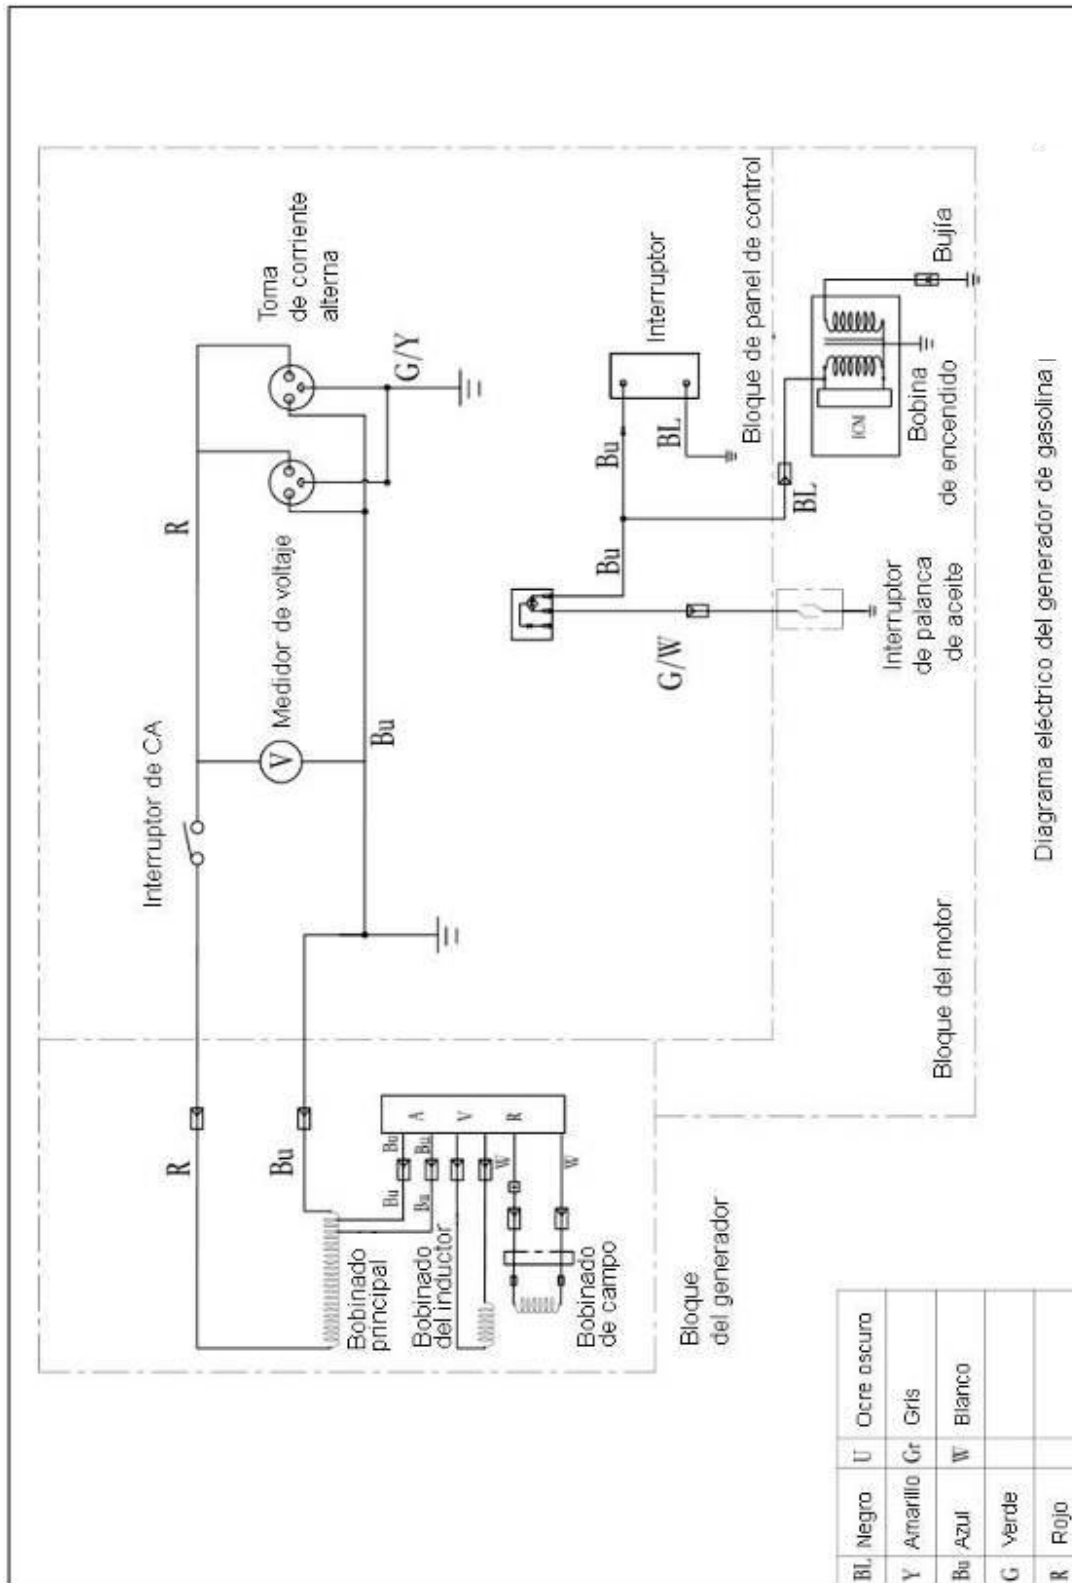 Interruptor de CA
R
Toma
de corriente
alterna
G/Y
V
Medidor de voltaje
Bu
Interruptor
Bu
BL
Bu
G/W
Bloque de panel de control
BL
ICM
Bobina
de encendido
Bujía
Interruptor
de palanca
de aceite
Bloque del motor
R
Bu
Bobinado
principal
Bu
Bu
Bu
Bu
A
V
R
W
W
Bobinado
del inductor
Bobinado
de campo
Bloque
del generador
Diagrama eléctrico del generador de gasolina
BL Negro U Ocre oscuro
Y Amarillo Gr Gris
Bu Azul W Blanco
G Verde
R Rojo